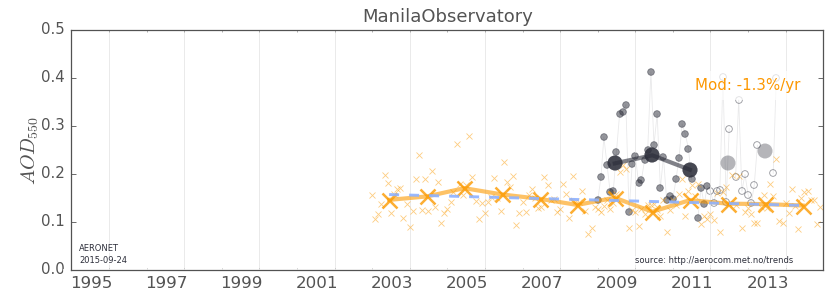 ManilaObservatory
0.5
0.4
0.3
0.2
0.1
0.0
AOD550
Mod: -1.3%/yr
AERONET
2015-09-24
source: http://aerocom.met.no/trends
1995 1997 1999 2001 2003 2005 2007 2009 2011 2013